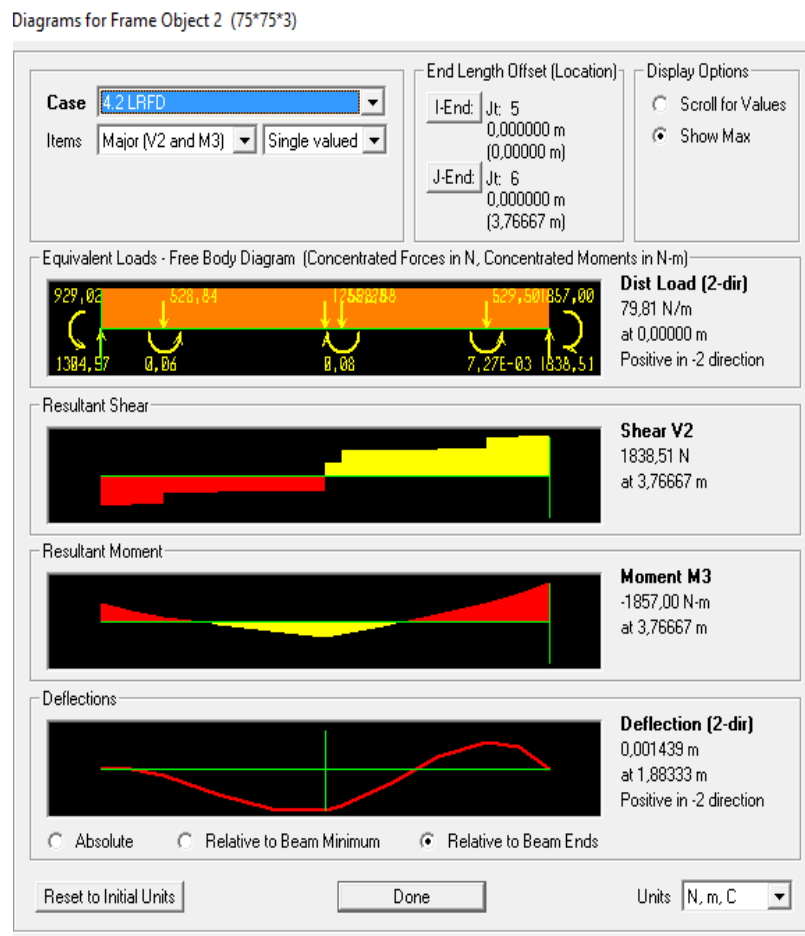 Diagrams for Frame Object 2 (75*75*3)
Case 4.2 LRFD
Items Major (V2 and M3) Single valued
End Length Offset (Location)
I-End: Jt: 5
0,000000 m
(0,00000 m)
J-End: Jt: 6
0,000000 m
(3,76667 m)
Display Options
Scroll for Values
Show Max
Equivalent Loads - Free Body Diagram (Concentrated Forces in N, Concentrated Moments in N-m)
929,02 528,84 529,50 1857,00
1304,57 0,06 0,08 7,27E-03 1838,51
Dist Load (2-dir)
79,81 N/m
at 0,00000 m
Positive in -2 direction
Resultant Shear
Shear V2
1838,51 N
at 3,76667 m
Resultant Moment
Moment M3
-1857,00 N-m
at 3,76667 m
Deflections
Deflection (2-dir)
0,001439 m
at 1,88333 m
Positive in -2 direction
Absolute Relative to Beam Minimum Relative to Beam Ends
Reset to Initial Units Done Units N, m, C